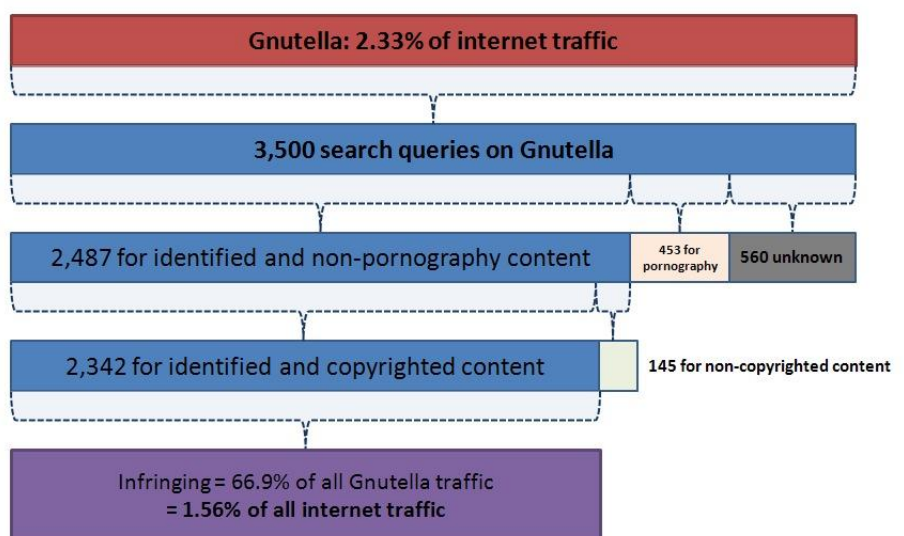 Gnutella: 2.33% of internet traffic
3,500 search queries on Gnutella
2,487 for identified and non-pornography content
453 for
pornography
560 unknown
2,342 for identified and copyrighted content
145 for non-copyrighted content
Infringing = 66.9% of all Gnutella traffic
= 1.56% of all internet traffic